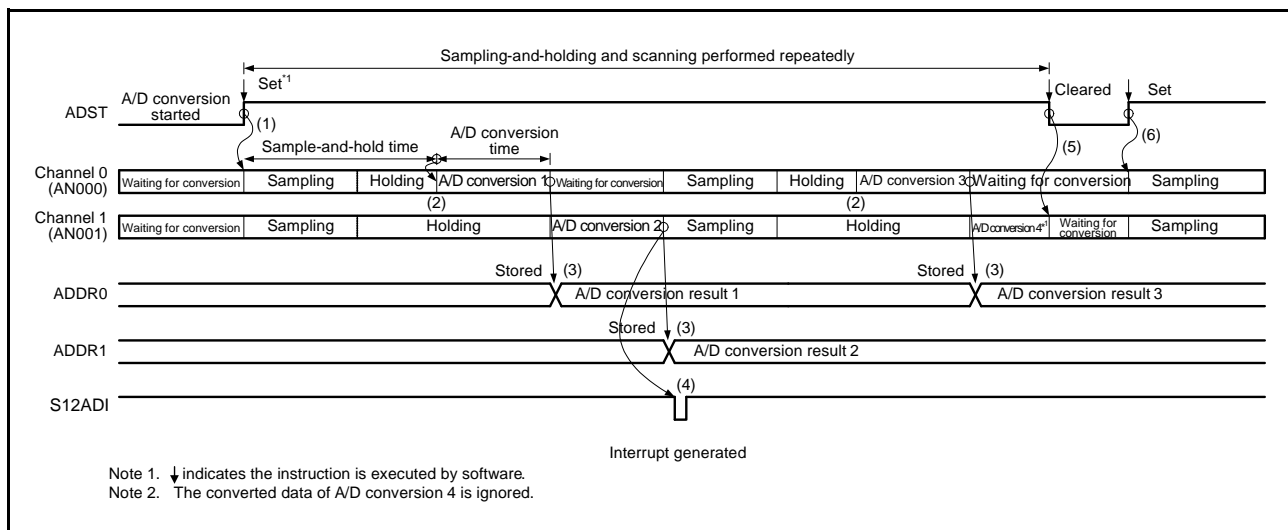 Sampling-and-holding and scanning performed repeatedly
Set*1
Cleared
Set
A/D conversion
started
ADST
(1)
A/D conversion
time
(5)
(6)
Sample-and-hold time
Channel 0
(AN000)
Waiting for conversion
Sampling
Holding
A/D conversion 1
Waiting for conversion
Sampling
Holding
A/D conversion 3
Waiting for conversion
Sampling
(2)
(2)
Channel 1
(AN001)
Waiting for conversion
Sampling
Holding
A/D conversion 2
Sampling
Holding
A/D conversion 4*1
Waiting for
conversion
Sampling
Stored
(3)
Stored
(3)
ADDR0
A/D conversion result 1
A/D conversion result 3
Stored
(3)
ADDR1
A/D conversion result 2
(4)
S12ADI
Interrupt generated
Note 1. ↓ indicates the instruction is executed by software.
Note 2. The converted data of A/D conversion 4 is ignored.